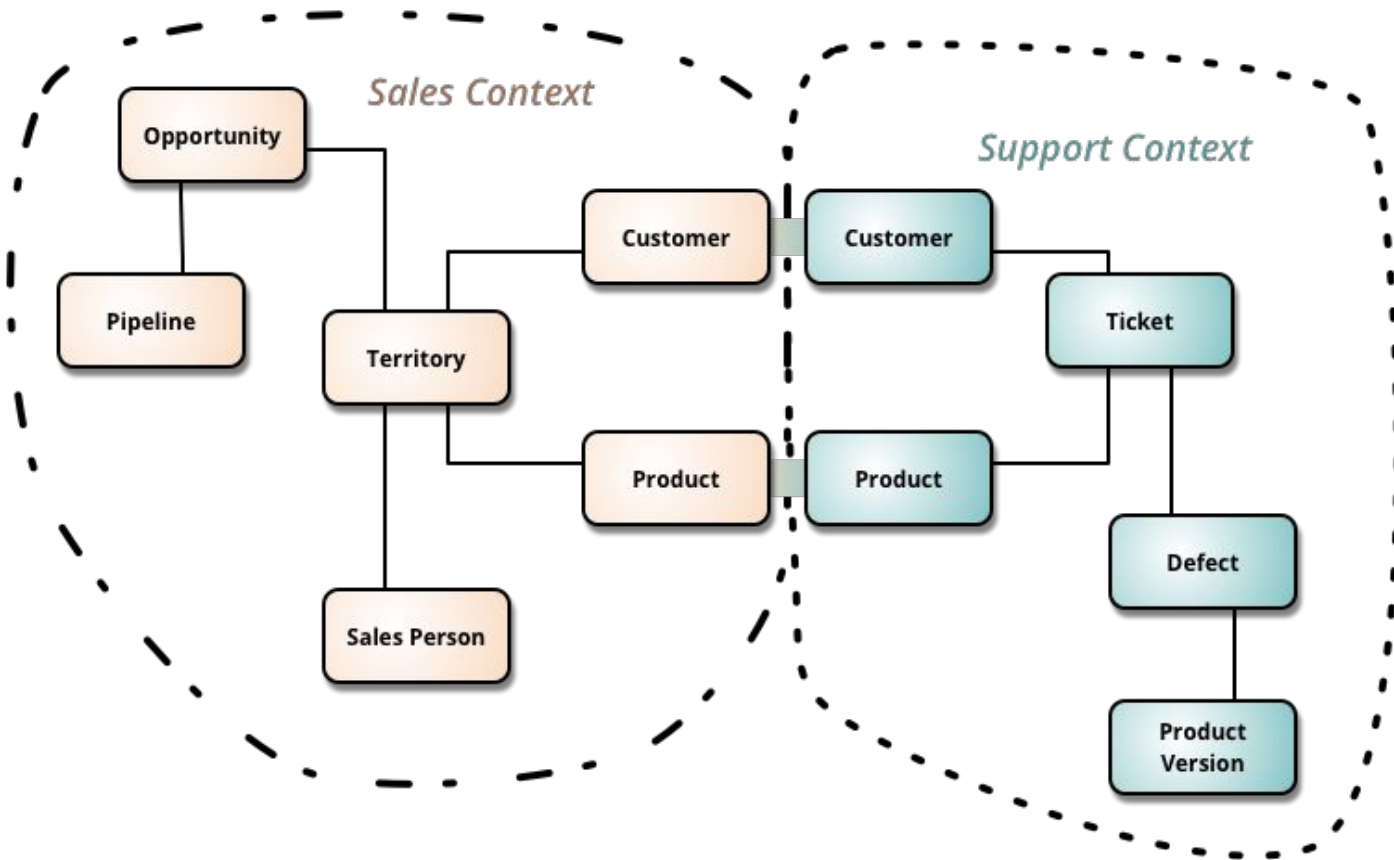 Sales Context
Opportunity
Support Context
Customer
Customer
Pipeline
Ticket
Territory
Product
Product
Defect
Sales Person
Product
Version